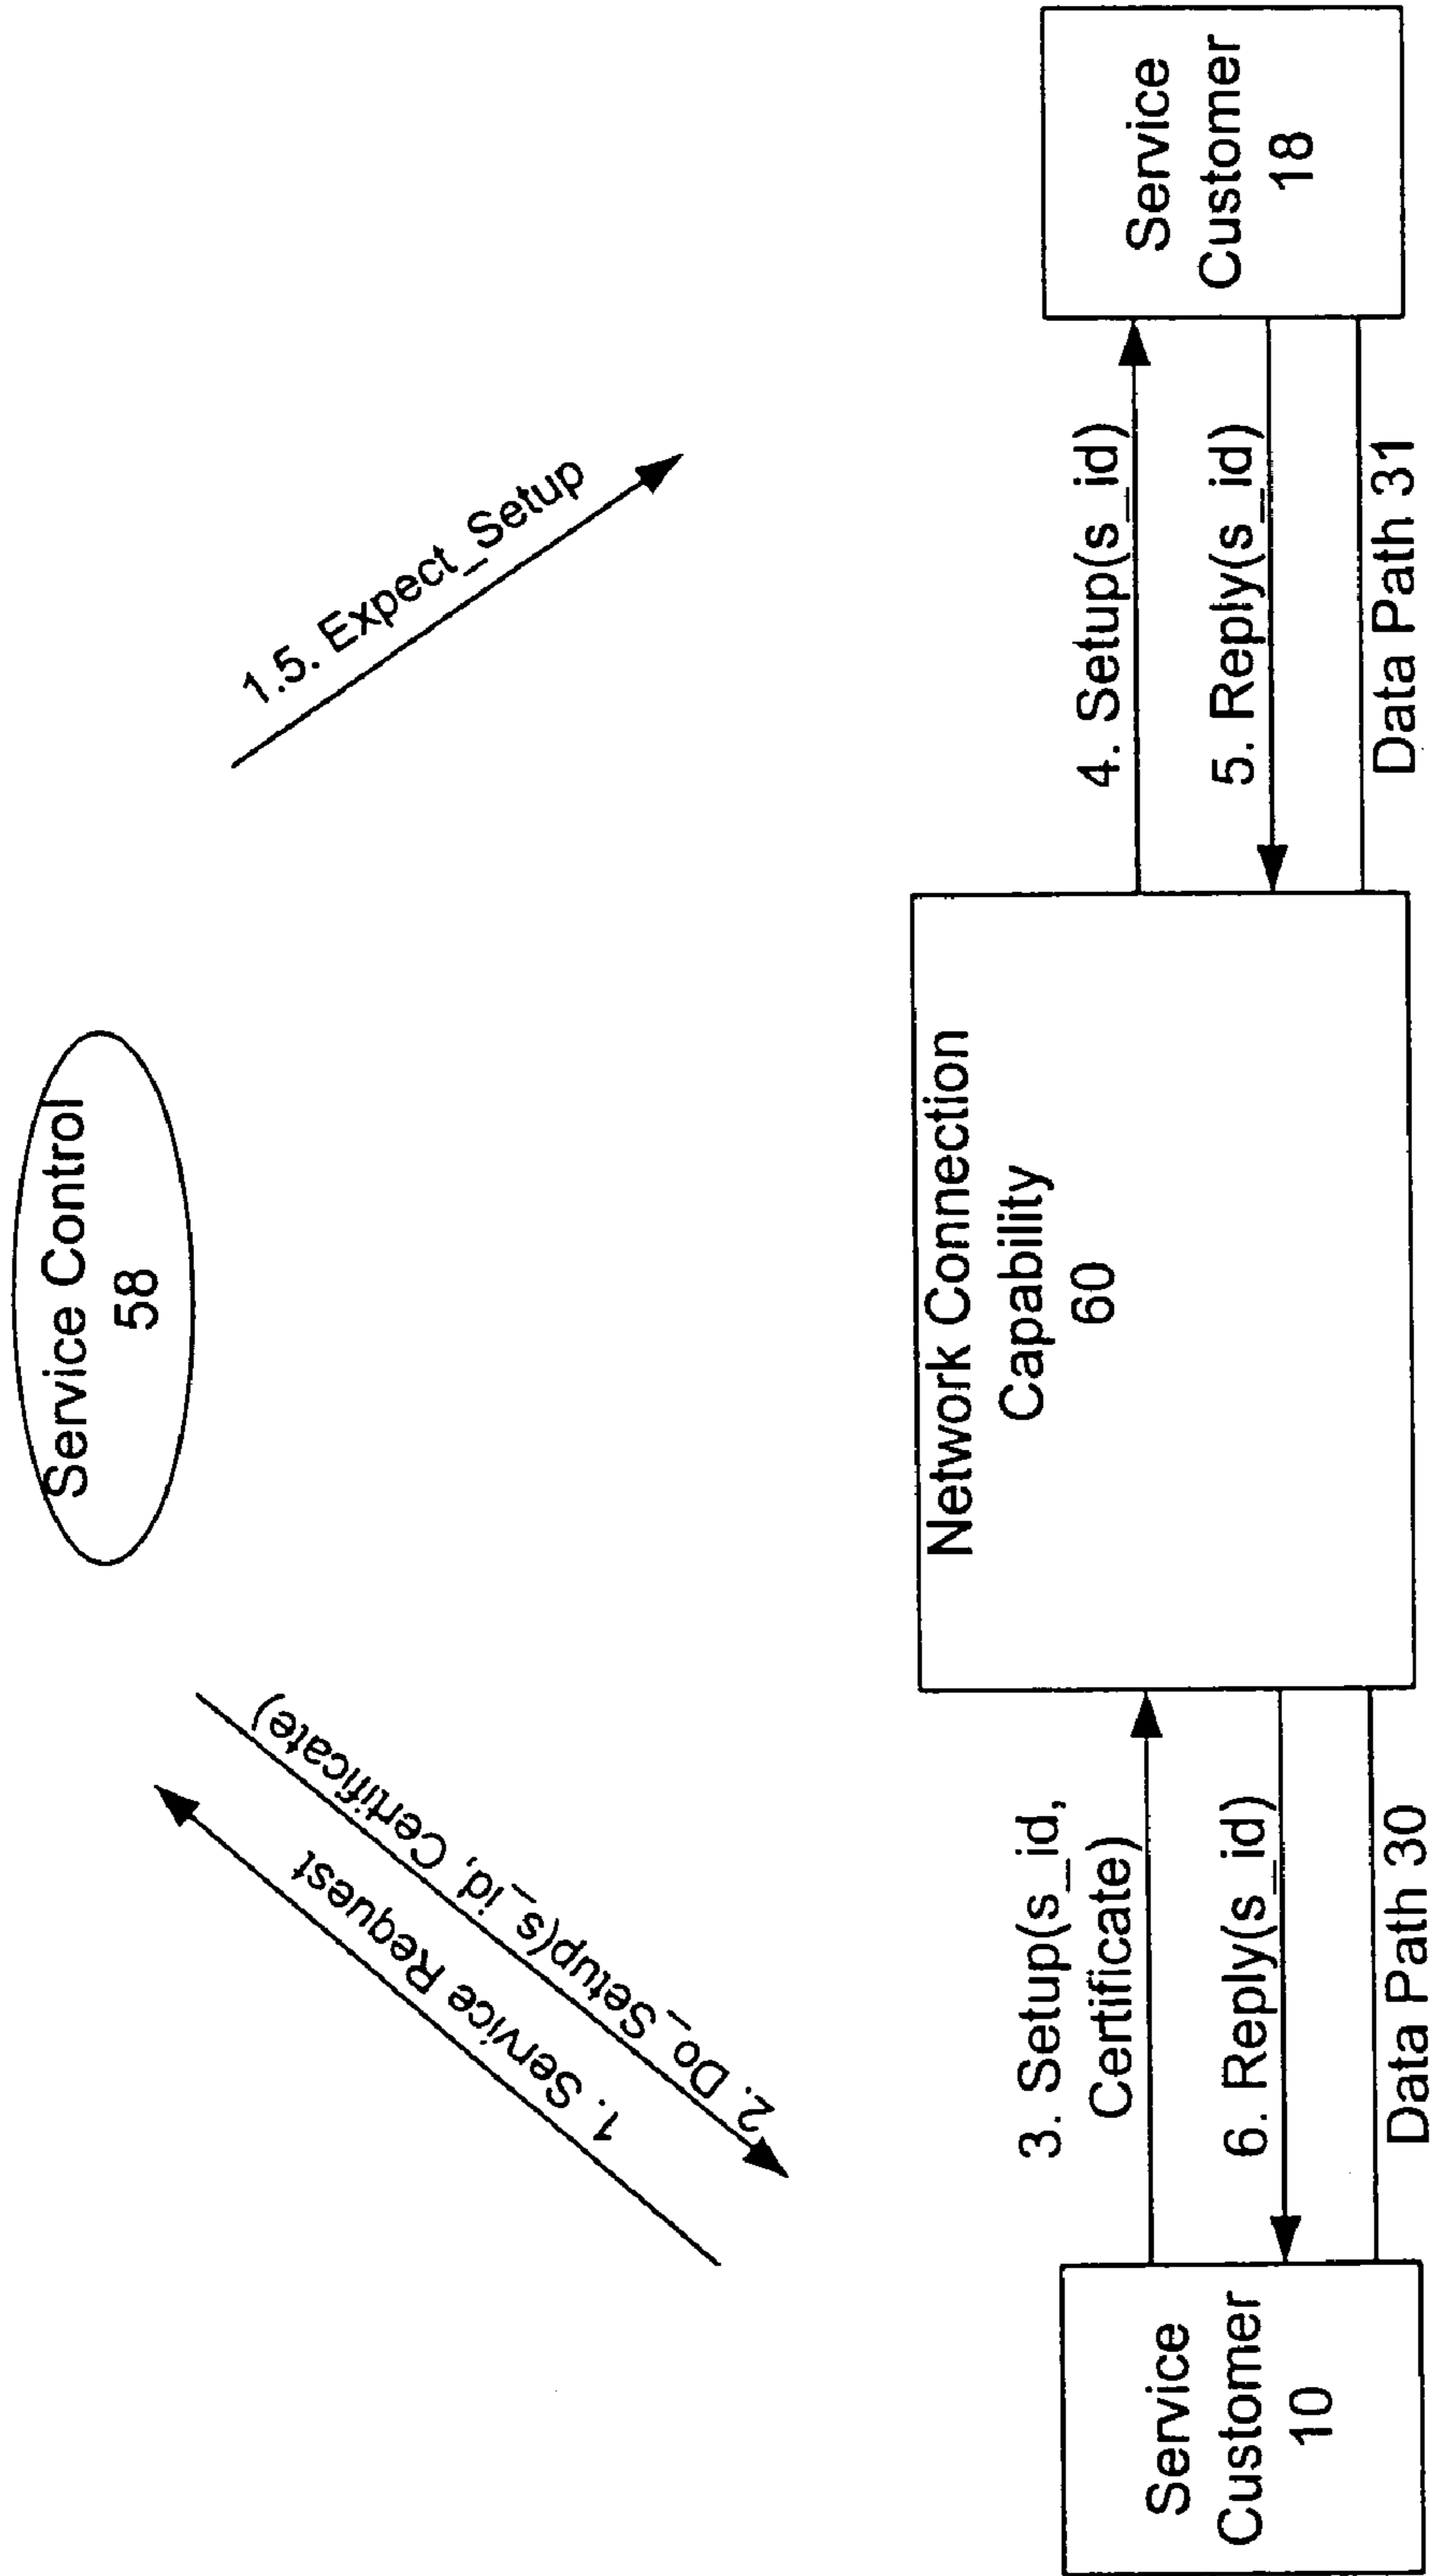 Service Control
58
1. Service Request
2. Do_Setup(s_id, Certificate)
1.5. Expect_Setup
Service
Customer
10
3. Setup(s_id,
Certificate)
6. Reply(s_id)
Data Path 30
Network Connection
Capability
60
4. Setup(s_id)
5. Reply(s_id)
Data Path 31
Service
Customer
18